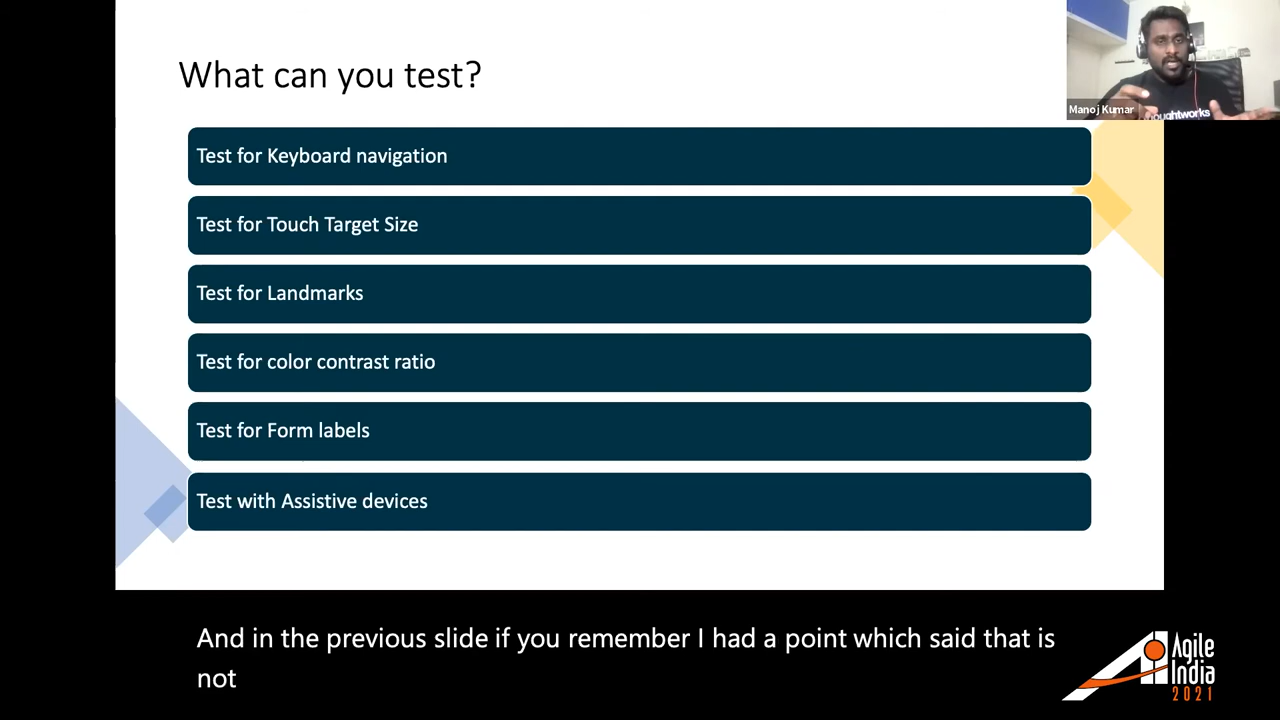 What can you test?
Manoj Kumar
thoughtworks
Test for Keyboard navigation
Test for Touch Target Size
Test for Landmarks
Test for color contrast ratio
Test for Form labels
Test with Assistive devices
And in the previous slide if you remember I had a point which said that is
not
Agile
India
2021